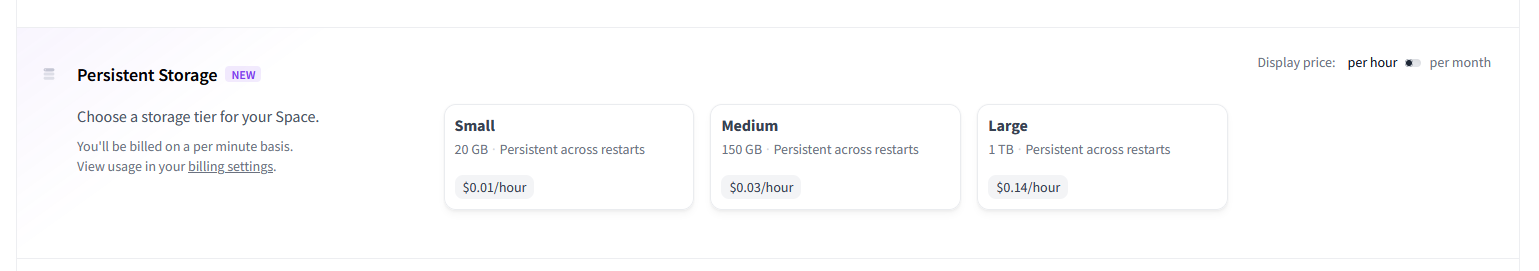 Persistent Storage NEW
Display price: per hour per month
Choose a storage tier for your Space.
You'll be billed on a per minute basis.
View usage in your billing settings.
Small
20 GB · Persistent across restarts
$0.01/hour
Medium
150 GB · Persistent across restarts
$0.03/hour
Large
1 TB · Persistent across restarts
$0.14/hour